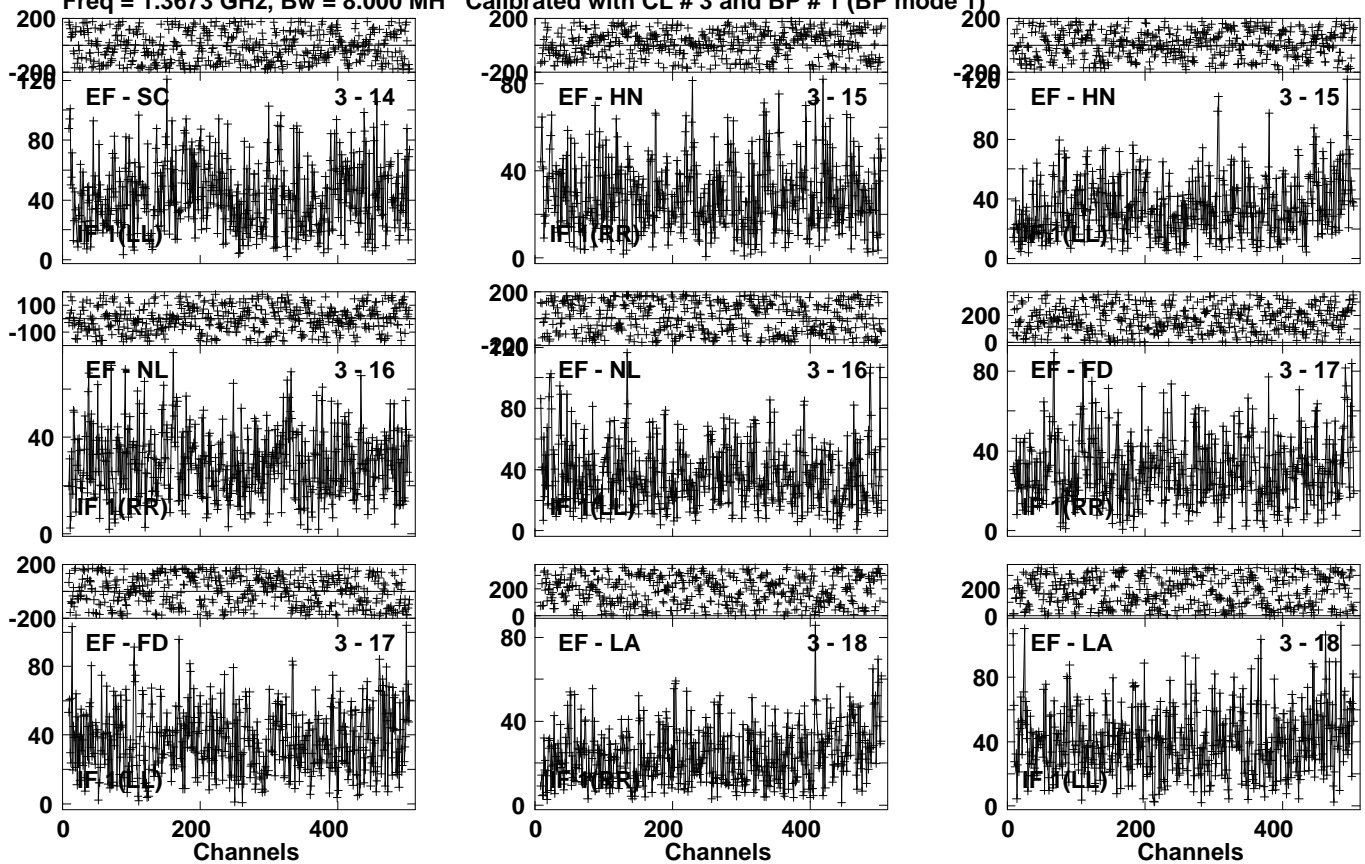 Freq = 1.3673 GHz, Bw = 8.000 MH Calibrated with CL # 3 and BP # 1 (BP mode 1)
200 200 200
-200 -200 -200
120 80 120
EF - SC 3 - 14 EF - HN 3 - 15 EF - HN 3 - 15
80 40 80
40 40
IF 1(LL) IF 1(RR) IF 1(LL)
0 0 0
100 200 200
-100 -200 0
120 80
EF - NL 3 - 16 EF - NL 3 - 16 EF - FD 3 - 17
40 80 40
40
IF 1(RR) IF 1(LL) IF 1(RR)
0 0 0
200 200 200
-200 0 0
EF - FD 3 - 17 EF - LA 3 - 18 EF - LA 3 - 18
80 80 80
40 40 40
IF 1(LL) IF 1(RR) IF 1(LL)
0 0 0
0 200 400 0 200 400 0 200 400
Channels Channels Channels